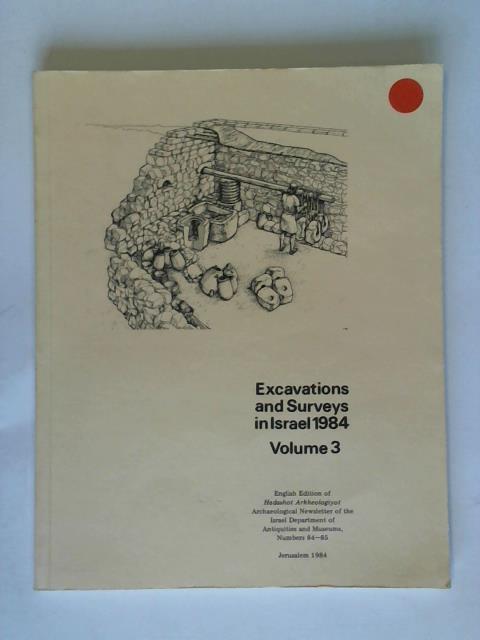 Excavations
and Surveys
in Israel 1984
Volume 3
English Edition of
Hadashot Arkheologiyot
Archaeological Newsletter of the
Israel Department of
Antiquities and Museums,
Numbers 84—85
Jerusalem 1984